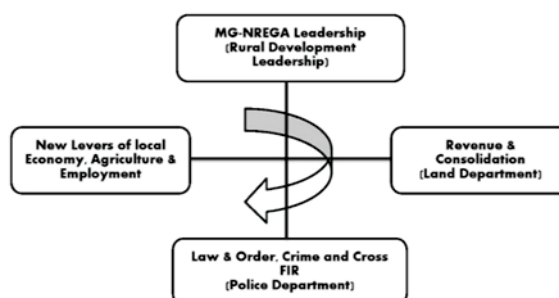 MG-NREGA Leadership
(Rural Development
Leadership)
New Levers of local
Economy, Agriculture &
Employment
Revenue &
Consolidation
(Land Department)
Law & Order, Crime and Cross
FIR
(Police Department)